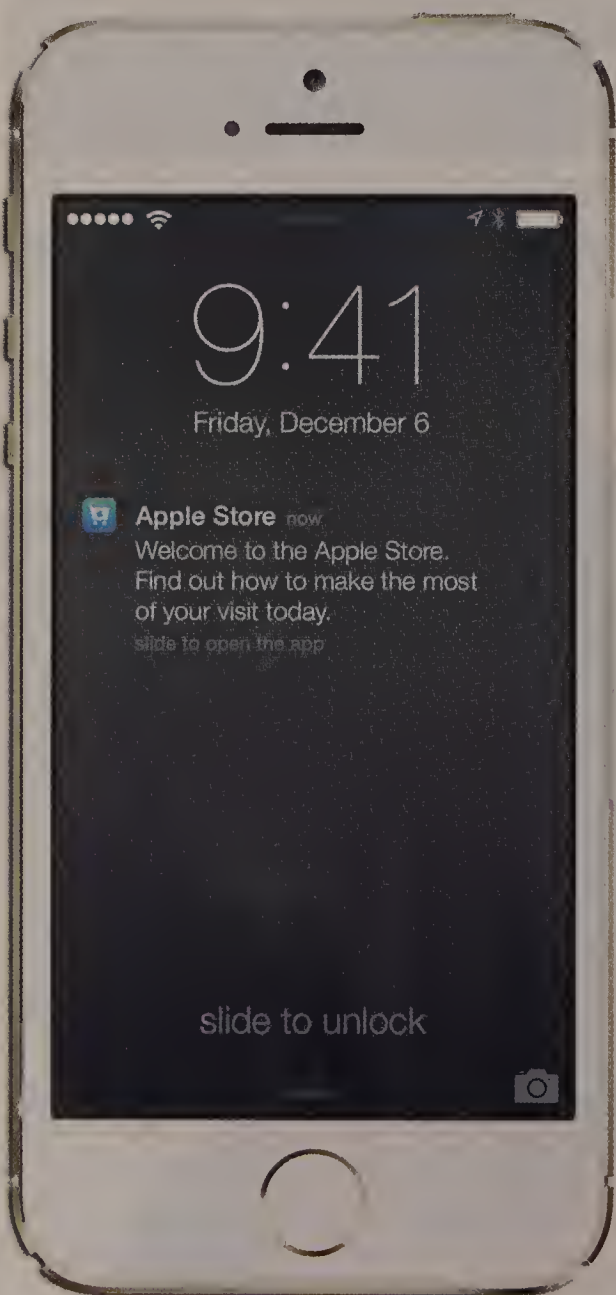 9:41
Friday, December 6
Apple Store now
Welcome to the Apple Store.
Find out how to make the most
of your visit today.
slide to open the app
slide to unlock